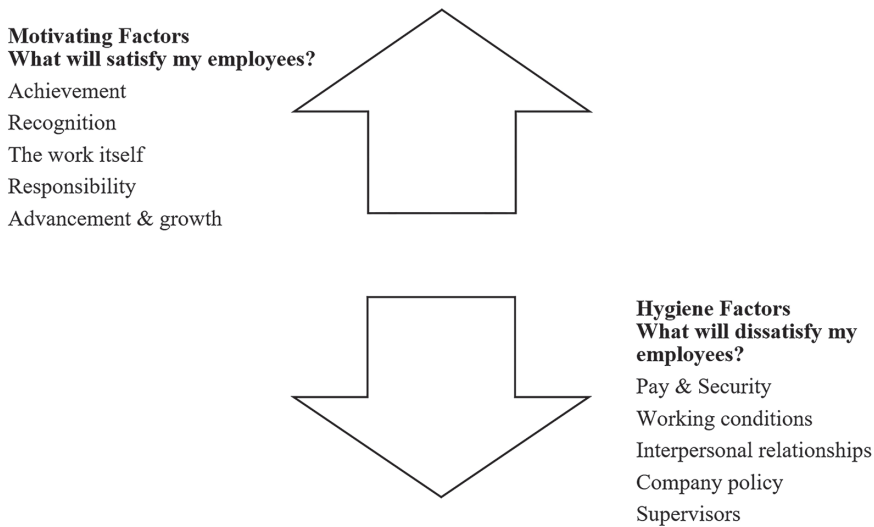 Motivating Factors
What will satisfy my employees?
Achievement
Recognition
The work itself
Responsibility
Advancement & growth
Hygiene Factors
What will dissatisfy my
employees?
Pay & Security
Working conditions
Interpersonal relationships
Company policy
Supervisors